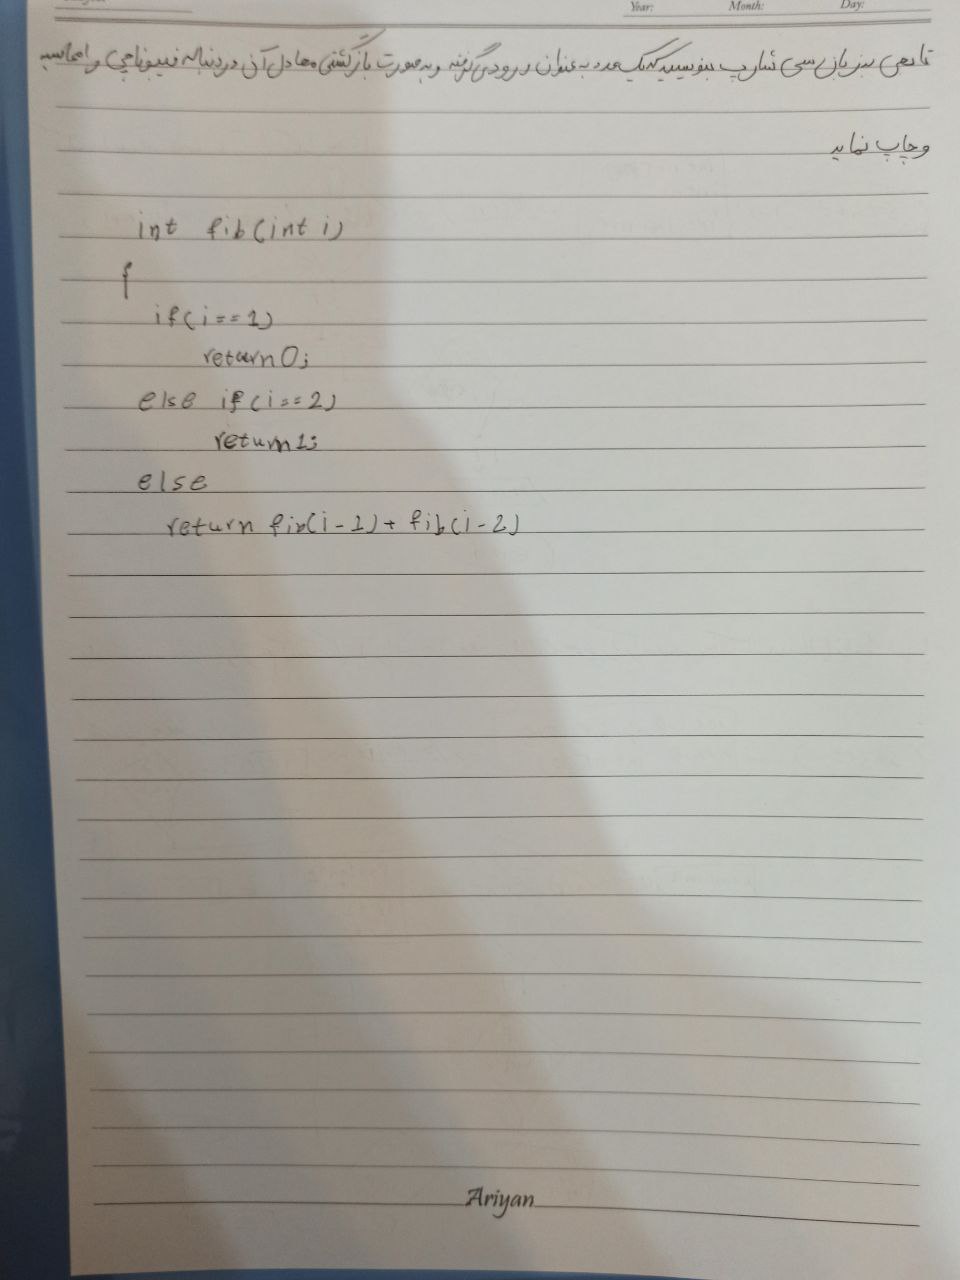 Year: Month: Day:
تابعی به زبان سی شارپ بنویسید که یک عدد به عنوان ورودی گرفته و به صورت بازگشتی معادل آن در دنباله فیبوناچی را محاسبه
و چاپ نماید
int fib(int i)
{
if(i==1)
return 0;
else if(i==2)
return 1;
else
return fib(i-1)+fib(i-2)
Ariyan